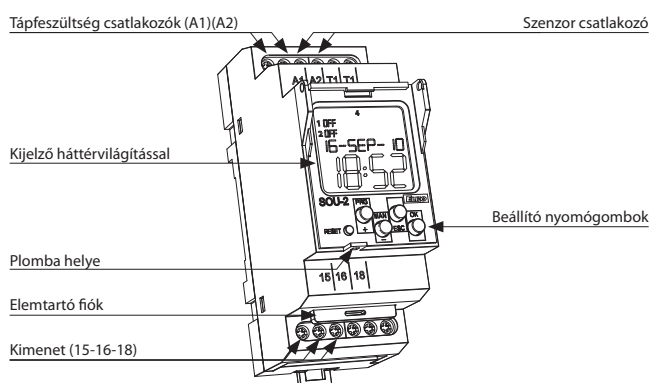 Tápfeszültség csatlakozók (A1)(A2)
Szenzor csatlakozó
A1 A2 T1 T1
4
1 OFF
2 OFF
16-SEP-10
18:52
Kijelző háttérvilágítással
SOU-2
PRG
MAN
OK
RESET
+
-
ESC
Beállító nyomógombok
Plomba helye
15 16 18
Elemtartó fiók
Kimenet (15-16-18)